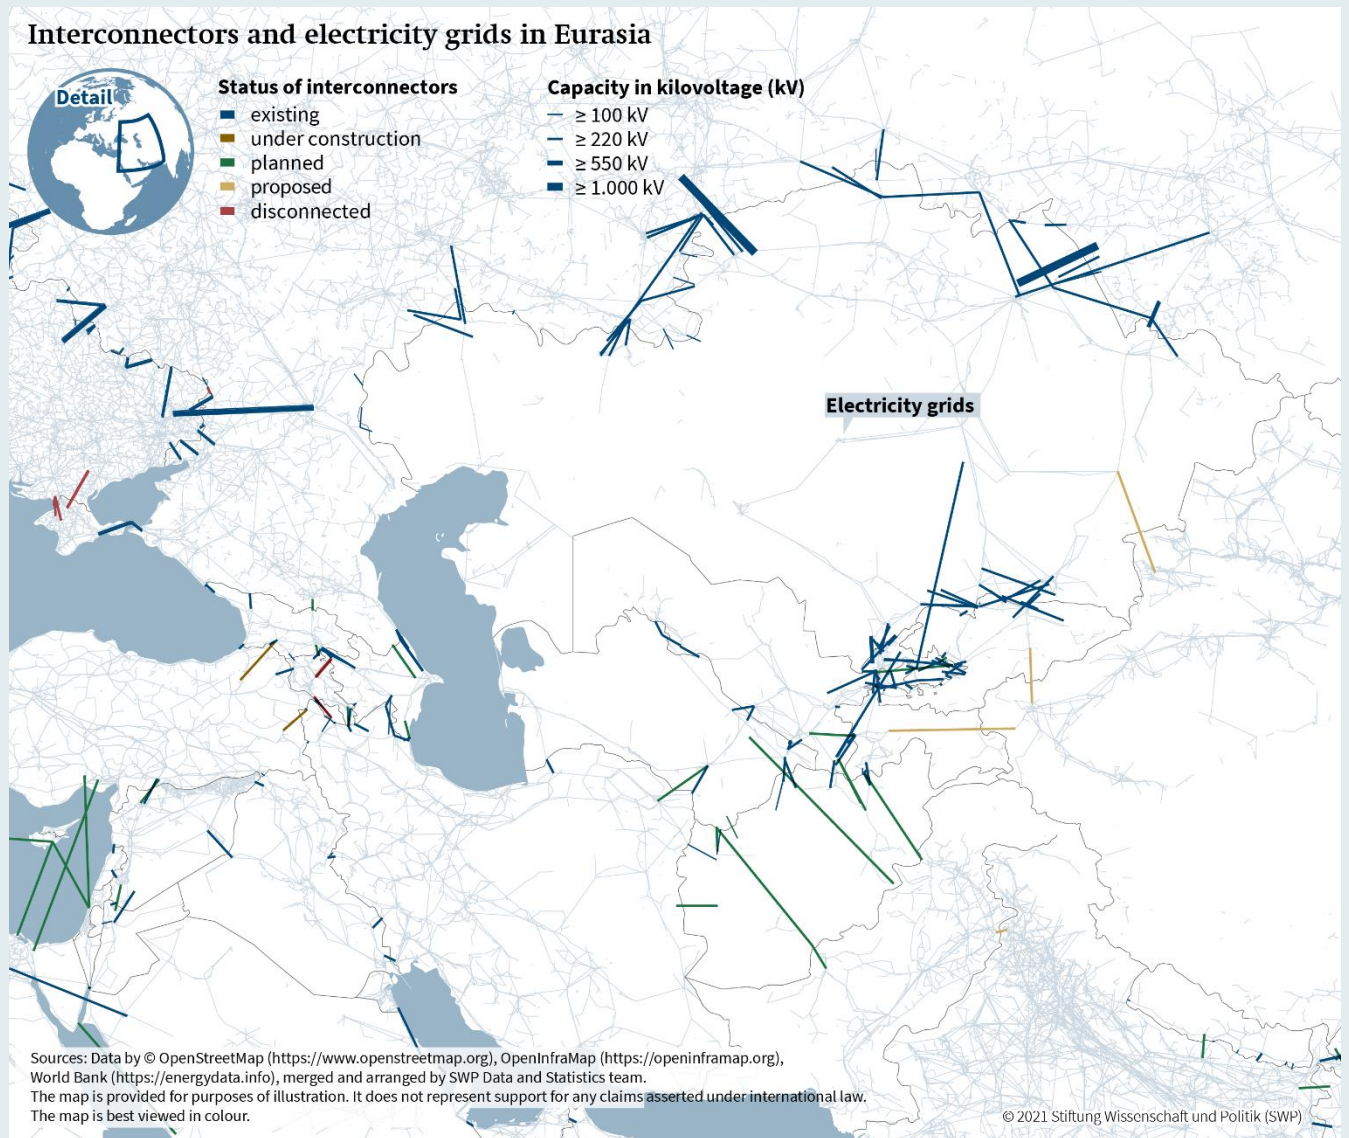 Interconnectors and electricity grids in Eurasia
Detail
Status of interconnectors
existing
under construction
planned
proposed
disconnected
Capacity in kilovoltage (kV)
≥ 100 kV
≥ 220 kV
≥ 550 kV
≥ 1.000 kV
Electricity grids
Sources: Data by © OpenStreetMap (https://www.openstreetmap.org), OpenInfraMap (https://openinframap.org),
World Bank (https://energydata.info), merged and arranged by SWP Data and Statistics team.
The map is provided for purposes of illustration. It does not represent support for any claims asserted under international law.
The map is best viewed in colour.
© 2021 Stiftung Wissenschaft und Politik (SWP)